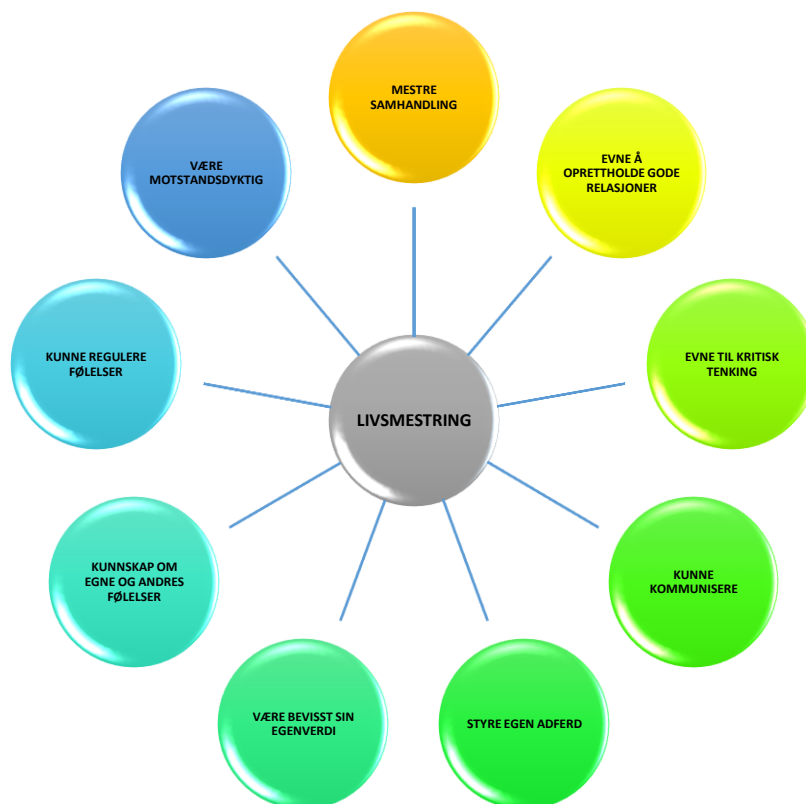 MESTRE
SAMHANDLING
EVNE Å
OPRETTHOLDE GODE
RELASJONER
EVNE TIL KRITISK
TENKING
KUNNE
KOMMUNISERE
STYRE EGEN ADFERD
VÆRE BEVISST SIN
EGENVERDI
KUNNSKAP OM
EGNE OG ANDRES
FØLELSER
KUNNE REGULERE
FØLELSER
VÆRE
MOTSTANDSDYKTIG
LIVSMESTRING